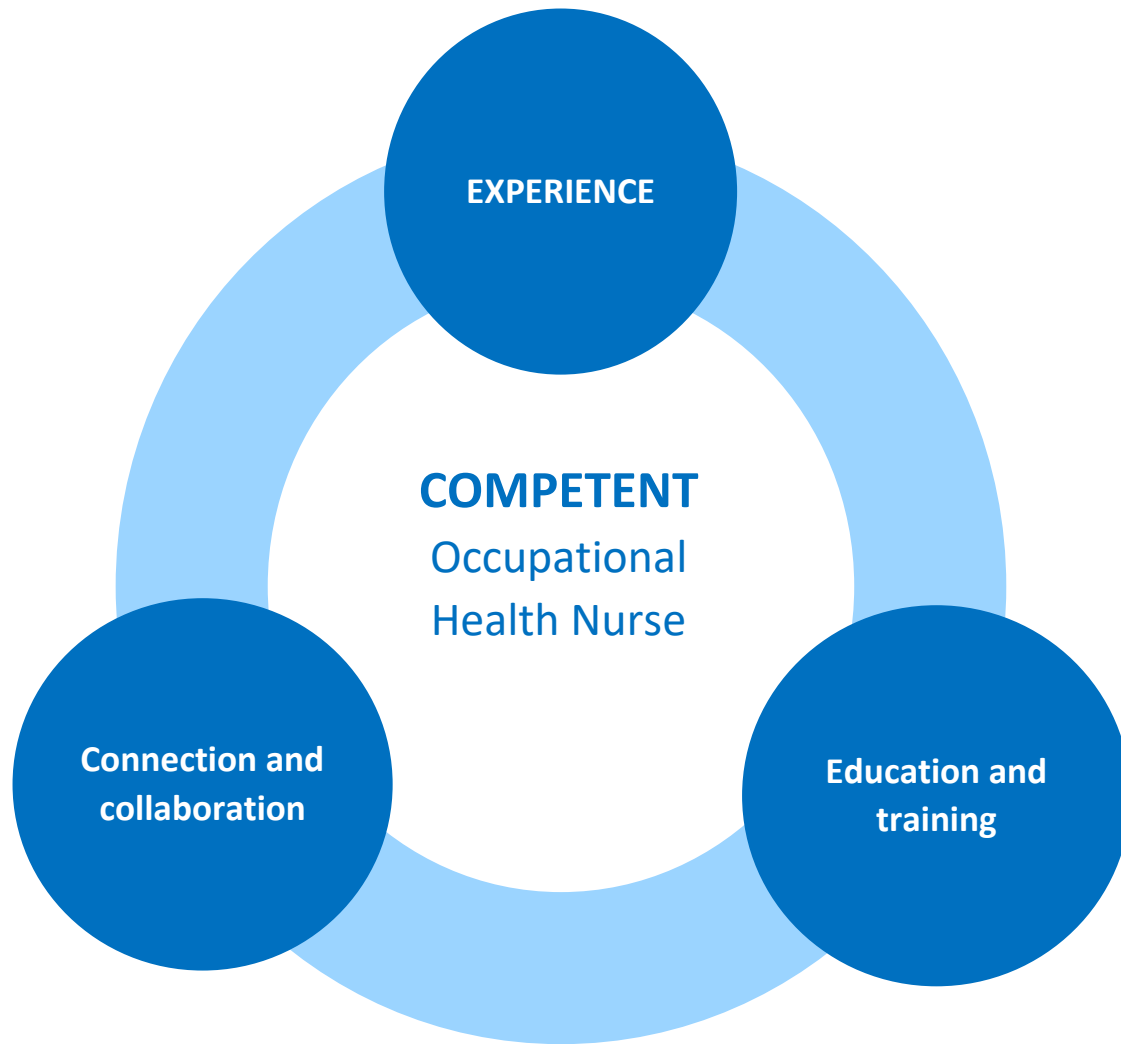 EXPERIENCE
COMPETENT
Occupational
Health Nurse
Connection and
collaboration
Education and
training